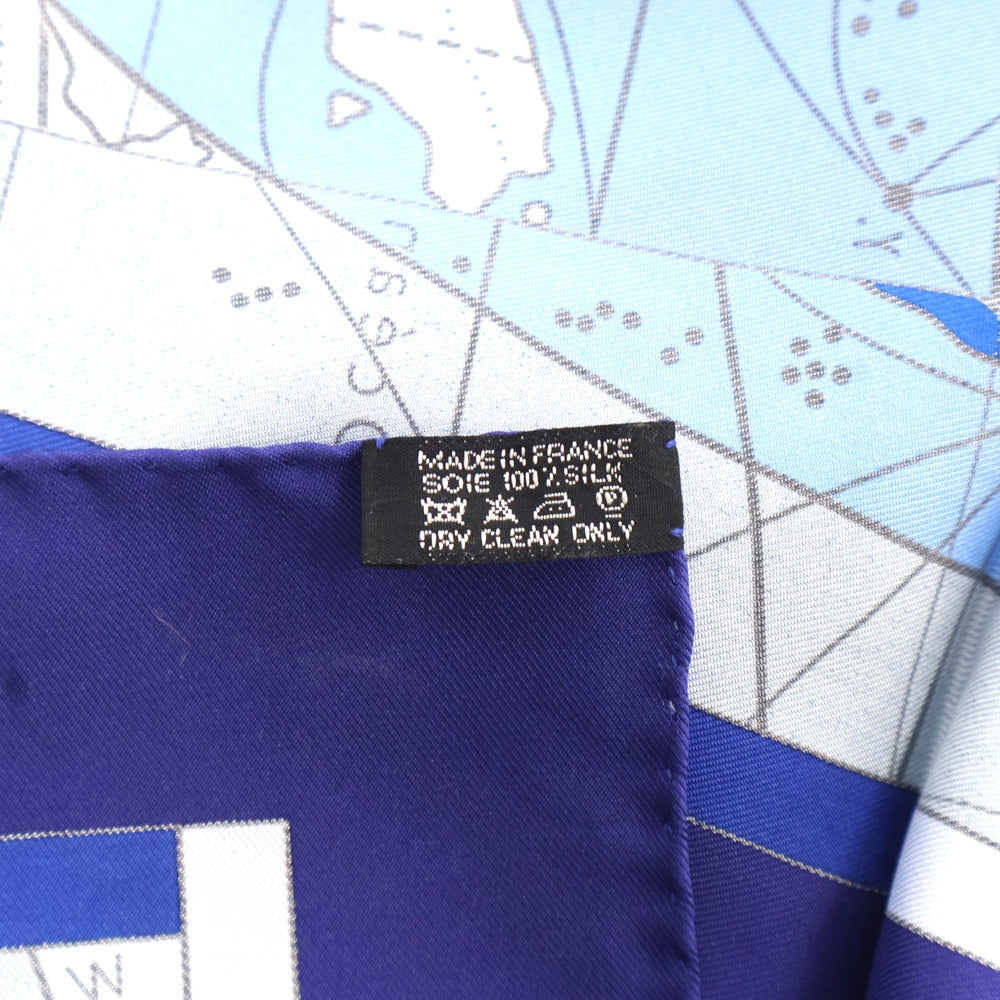 MADE IN FRANCE
SOIE 100 % SILK
P
DRY CLEAN ONLY
W